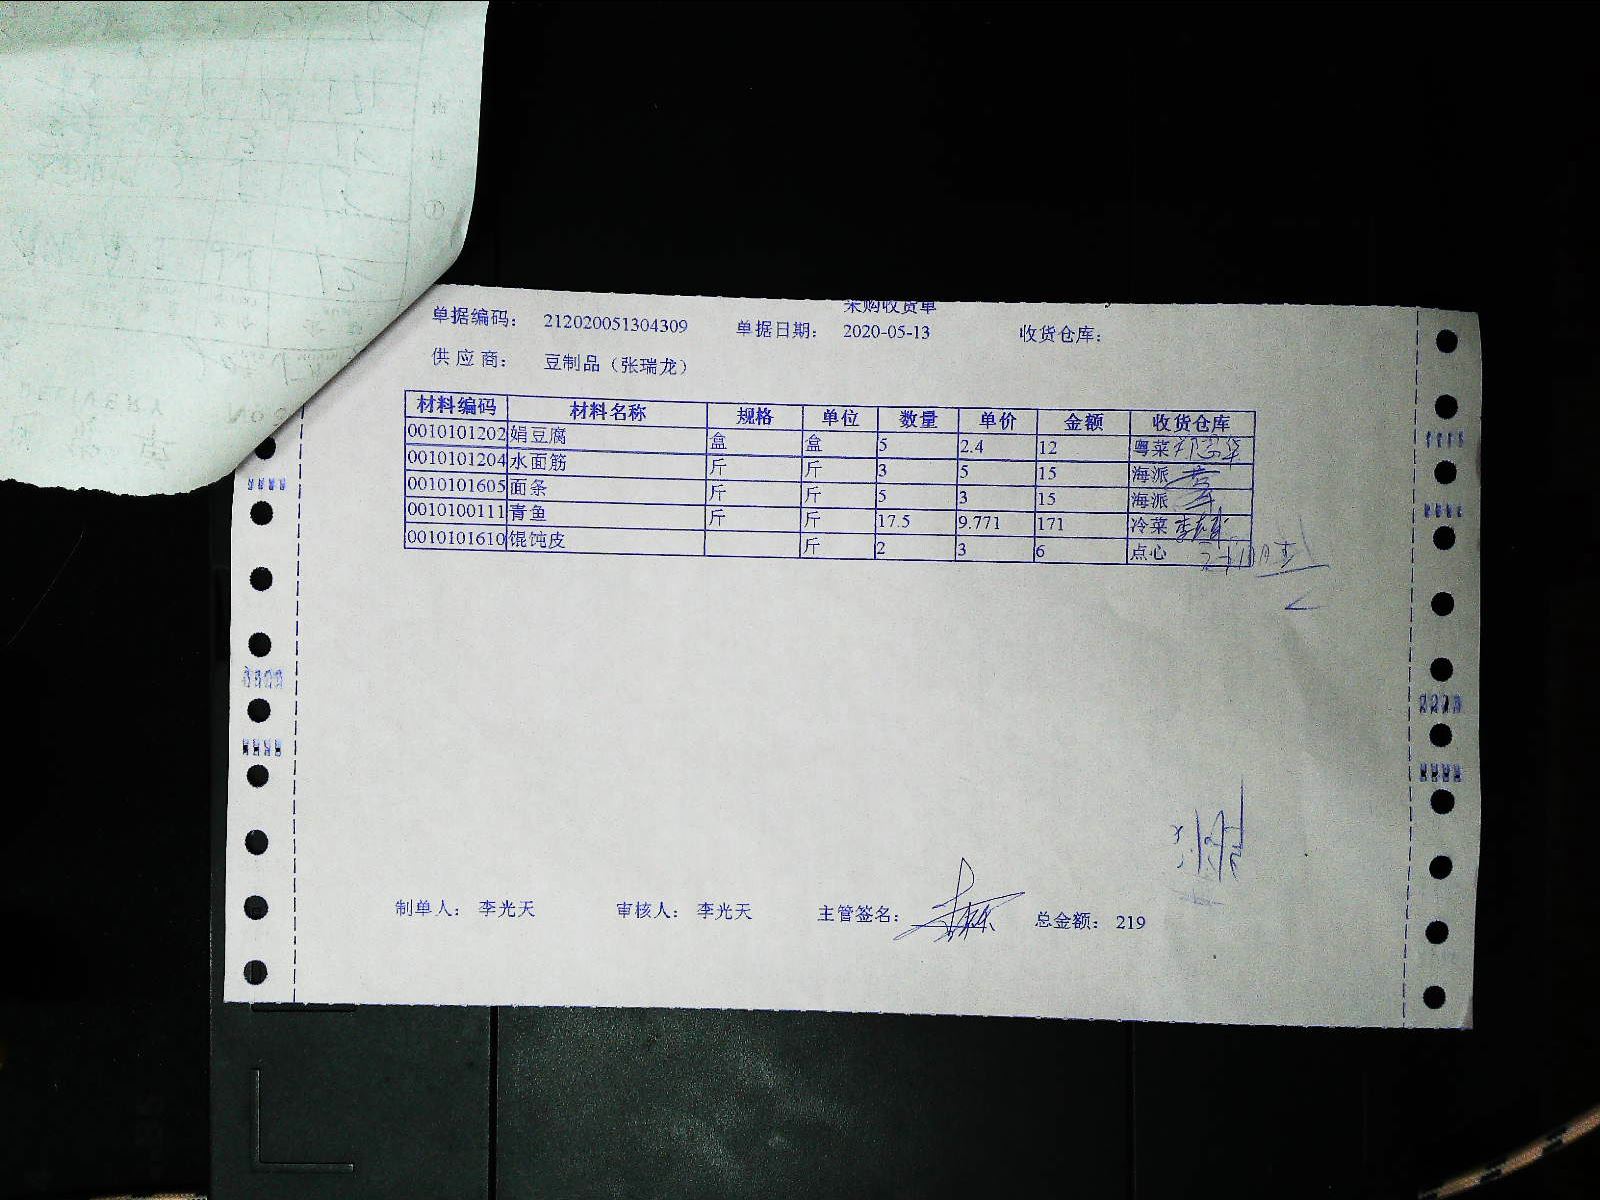 采购收货单
单据编码： 212020051304309 单据日期： 2020-05-13 收货仓库：
供 应 商： 豆制品（张瑞龙）
材料编码 材料名称 规格 单位 数量 单价 金额 收货仓库
0010101202 娟豆腐 盒 盒 5 2.4 12 粤菜
0010101204 水面筋 斤 斤 3 5 15 海派
0010101605 面条 斤 斤 5 3 15 海派
0010100111 青鱼 斤 斤 17.5 9.771 171 冷菜
0010101610 馄饨皮 斤 2 3 6 点心
制单人： 李光天 审核人： 李光天 主管签名： 总金额： 219